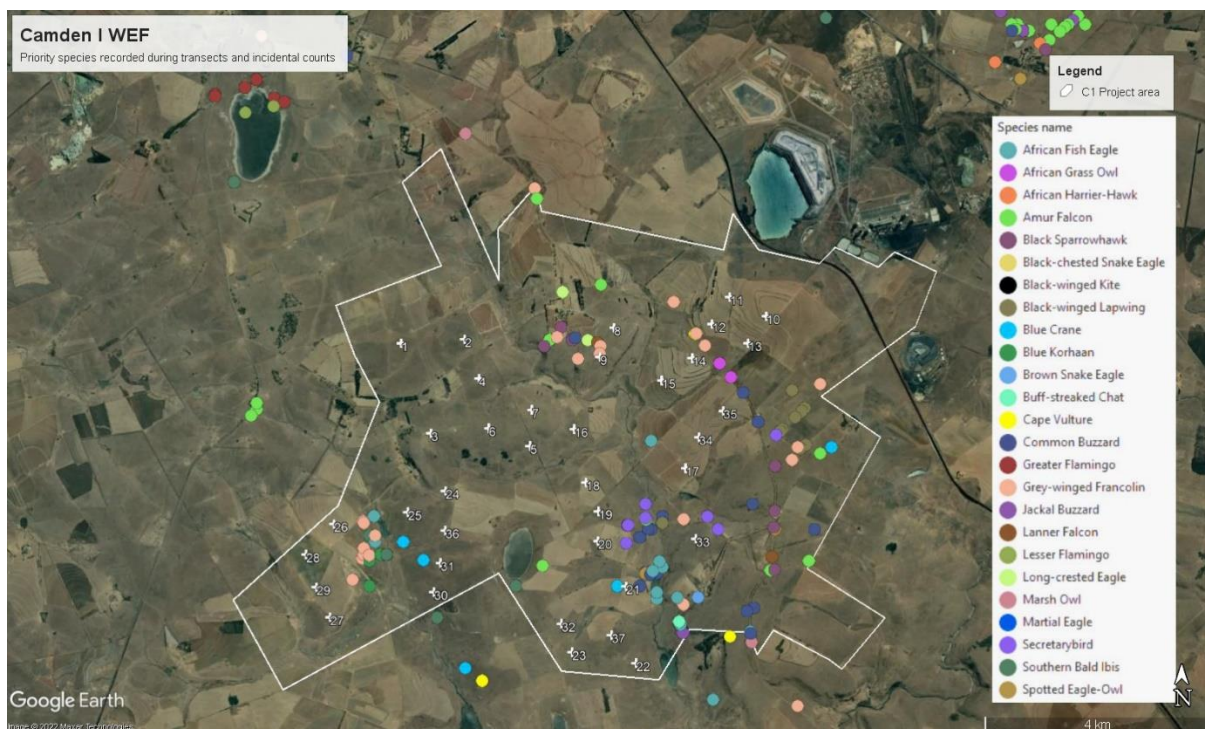 Camden I WEF
Priority species recorded during transects and incidental counts
Legend
C1 Project area
Species name
African Fish Eagle
African Grass Owl
African Harrier-Hawk
Amur Falcon
Black Sparrowhawk
Black-chested Snake Eagle
Black-winged Kite
Black-winged Lapwing
Blue Crane
Blue Korhaan
Brown Snake Eagle
Buff-streaked Chat
Cape Vulture
Common Buzzard
Greater Flamingo
Grey-winged Francolin
Jackal Buzzard
Lanner Falcon
Lesser Flamingo
Long-crested Eagle
Marsh Owl
Martial Eagle
Secretarybird
Southern Bald Ibis
Spotted Eagle-Owl
11
10
12
8
2
1
13
9
14
4
15
7
35
6
16
3
34
5
17
18
24
25
19
26
36
33
20
28
31
29
21
30
27
32
37
23
22
Google Earth
Image © 2022 Maxar Technologies
N
4 km